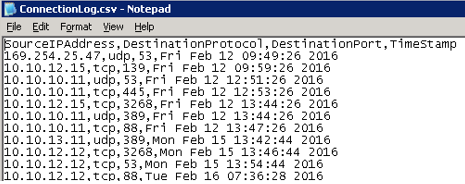 ConnectionLog.csv - Notepad
File Edit Format View Help
SourceIPAddress,DestinationProtocol,DestinationPort,TimeStamp
169.254.25.47,udp,53,Fri Feb 12 09:49:26 2016
10.10.12.15,tcp,139,Fri Feb 12 09:59:26 2016
10.10.10.11,udp,53,Fri Feb 12 12:51:26 2016
10.10.10.11,tcp,445,Fri Feb 12 12:53:26 2016
10.10.12.15,tcp,3268,Fri Feb 12 13:44:26 2016
10.10.10.11,udp,389,Fri Feb 12 13:44:26 2016
10.10.10.11,tcp,88,Fri Feb 12 13:47:26 2016
10.10.13.11,udp,389,Mon Feb 15 13:42:44 2016
10.10.12.12,tcp,3268,Mon Feb 15 13:46:44 2016
10.10.12.12,tcp,53,Mon Feb 15 13:54:44 2016
10.10.12.12,tcp,88,Tue Feb 16 07:36:28 2016